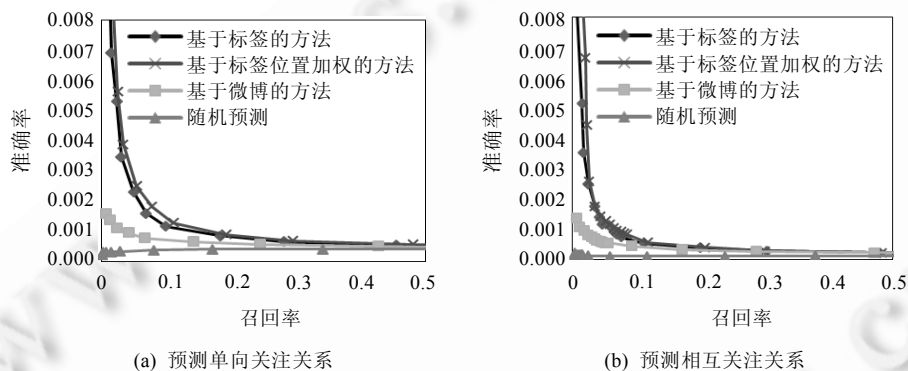 0.008
0.007
0.006
0.005
0.004
0.003
0.002
0.001
0.000
准确率
基于标签的方法
基于标签位置加权的方法
基于微博的方法
随机预测
0 0.1 0.2 0.3 0.4 0.5
召回率
(a) 预测单向关注关系
0.008
0.007
0.006
0.005
0.004
0.003
0.002
0.001
0.000
准确率
基于标签的方法
基于标签位置加权的方法
基于微博的方法
随机预测
0 0.1 0.2 0.3 0.4 0.5
召回率
(b) 预测相互关注关系